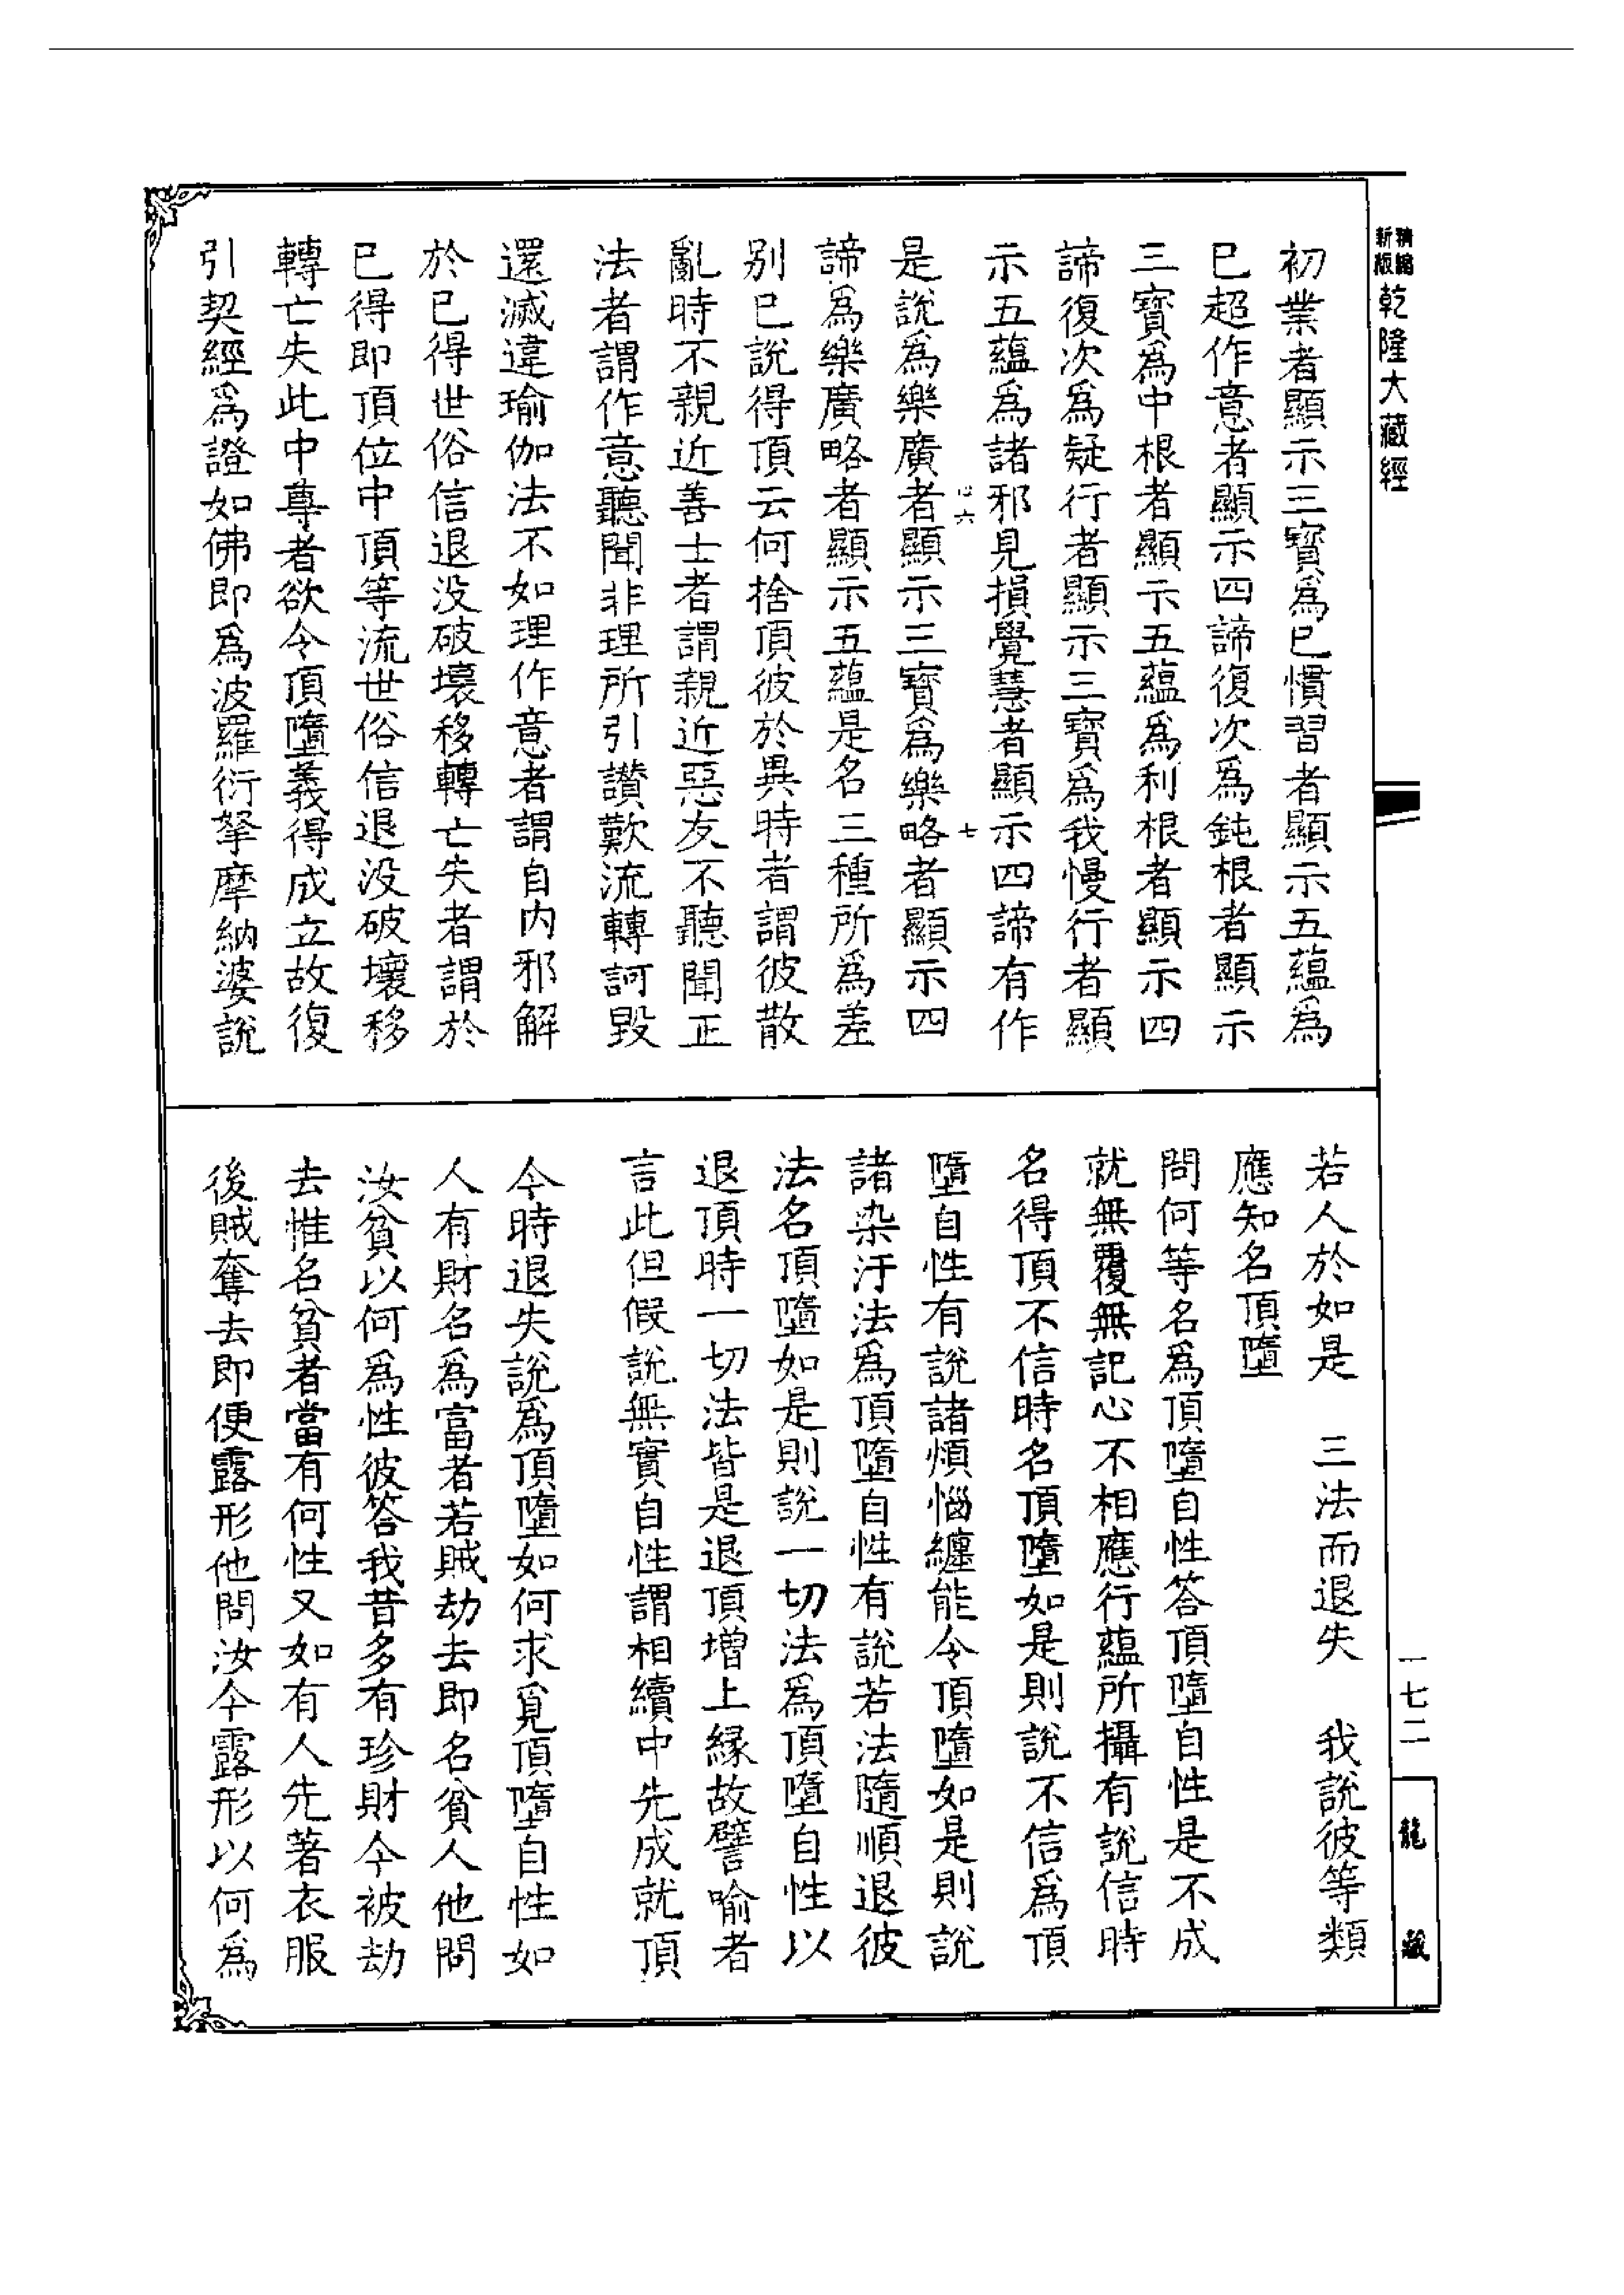 精縮新版乾隆大藏經
初業者顯示三寶爲已慣習者顯示五蘊爲
已超作意者顯示四諦復次爲鈍根者顯示
三寶爲中根者顯示五蘊爲利根者顯示四
諦復次爲疑行者顯示三寶爲我慢行者顯
示五蘊爲諸邪見損覺慧者顯示四諦有作
是說爲樂廣者顯示三寶爲樂略者顯示四
諦爲樂廣略者顯示五蘊是名三種所爲差
别已說得頂云何捨頂彼於異時者謂彼散
亂時不親近善士者謂親近惡友不聽聞正
法者謂作意聽聞非理所引讚歎流轉訶毀
還滅違瑜伽法不如理作意者謂自内邪解
於已得世俗信退没破壞移轉亡失者謂於
已得即頂位中頂等流世俗信退没破壞移
轉亡失此中尊者欲令頂墮義得成立故復
引契經爲證如佛即爲波羅衍拏摩納婆說
若人於如是　三法而退失　我說彼等類
應知名頂墮
問何等名爲頂墮自性答頂墮自性是不成
就無覆無記心不相應行蘊所攝有說信時
名得頂不信時名頂墮如是則說不信爲頂
墮自性有說諸煩惱纏能令頂墮如是則說
諸染汙法爲頂墮自性有說若法隨順退彼
法名頂墮如是則說一切法爲頂墮自性以
退頂時一切法皆是退頂增上緣故譬喻者
言此但假說無實自性謂相續中先成就頂
今時退失說爲頂墮如何求覓頂墮自性如
人有財名爲富者若賊劫去即名貧人他問
汝貧以何爲性彼答我昔多有珍財今被劫
去惟名貧者當有何性又如有人先著衣服
後賊奪去即便露形他問汝今露形以何爲
一七二
龍藏